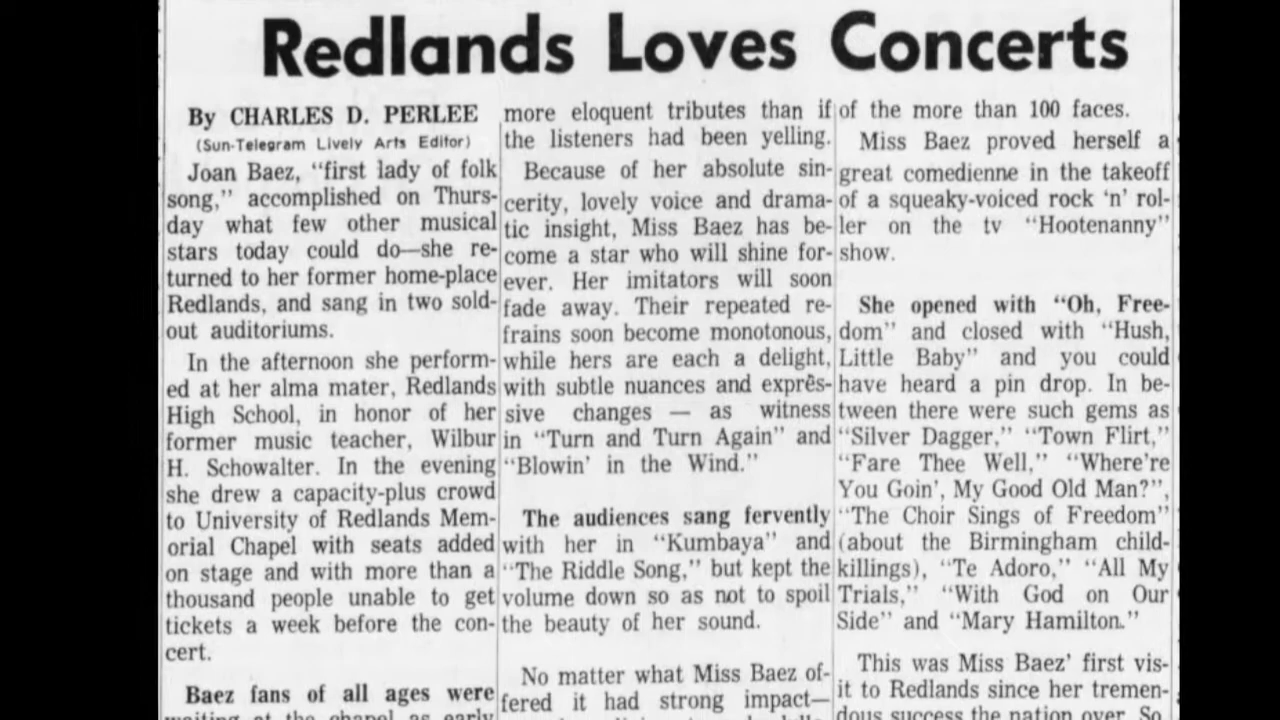 Redlands Loves Concerts
By CHARLES D. PERLEE
(Sun-Telegram Lively Arts Editor)
Joan Baez, "first lady of folk
song," accomplished on Thurs-
day what few other musical
stars today could do—she re-
turned to her former home-place
Redlands, and sang in two sold-
out auditoriums.
In the afternoon she perform-
ed at her alma mater, Redlands
High School, in honor of her
former music teacher, Wilbur
H. Schowalter. In the evening
she drew a capacity-plus crowd
to University of Redlands Mem-
orial Chapel with seats added
on stage and with more than a
thousand people unable to get
tickets a week before the con-
cert.
Baez fans of all ages were
waiting at the chapel as early
more eloquent tributes than if
the listeners had been yelling.
Because of her absolute sin-
cerity, lovely voice and drama-
tic insight, Miss Baez has be-
come a star who will shine for-
ever. Her imitators will soon
fade away. Their repeated re-
frains soon become monotonous,
while hers are each a delight,
with subtle nuances and expres-
sive changes — as witness
in "Turn and Turn Again" and
"Blowin' in the Wind."
The audiences sang fervently
with her in "Kumbaya" and
"The Riddle Song," but kept the
volume down so as not to spoil
the beauty of her sound.
No matter what Miss Baez of-
fered it had strong impact—
of the more than 100 faces.
Miss Baez proved herself a
great comedienne in the takeoff
of a squeaky-voiced rock 'n' rol-
ler on the tv "Hootenanny"
show.
She opened with "Oh, Free-
dom" and closed with "Hush,
Little Baby" and you could
have heard a pin drop. In be-
tween there were such gems as
"Silver Dagger," "Town Flirt,"
"Fare Thee Well," "Where're
You Goin', My Good Old Man?",
"The Choir Sings of Freedom"
(about the Birmingham child-
killings), "Te Adoro," "All My
Trials," "With God on Our
Side" and "Mary Hamilton."
This was Miss Baez' first vis-
it to Redlands since her tremen-
dous success the nation over. So